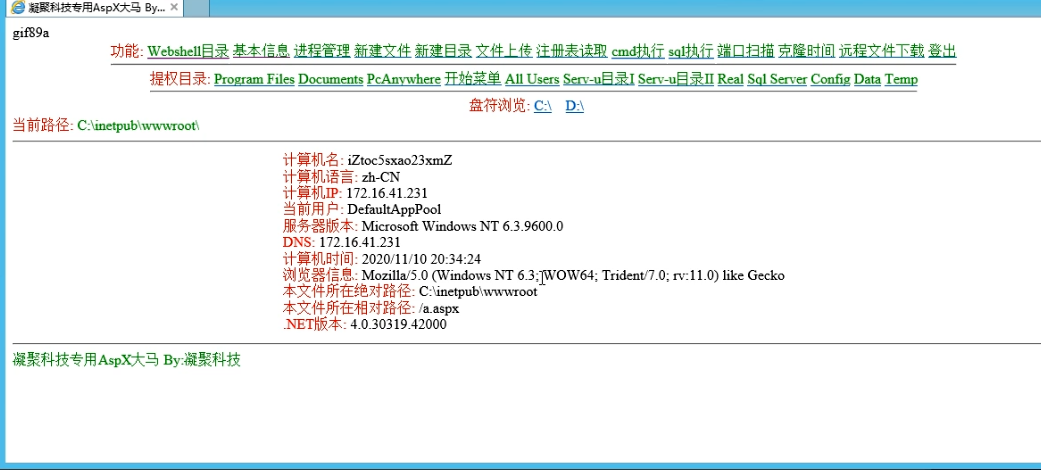 凝聚科技专用AspX大马 By...
gif89a
功能: Webshell目录 基本信息 进程管理 新建文件 新建目录 文件上传 注册表读取 cmd执行 sql执行 端口扫描 克隆时间 远程文件下载 登出
提权目录: Program Files Documents PcAnywhere 开始菜单 All Users Serv-u目录I Serv-u目录II Real Sql Server Config Data Temp
盘符浏览: C:\ D:\
当前路径: C:\inetpub\wwwroot\
计算机名: iZtoc5sxao23xmZ
计算机语言: zh-CN
计算机IP: 172.16.41.231
当前用户: DefaultAppPool
服务器版本: Microsoft Windows NT 6.3.9600.0
DNS: 172.16.41.231
计算机时间: 2020/11/10 20:34:24
浏览器信息: Mozilla/5.0 (Windows NT 6.3; WOW64; Trident/7.0; rv:11.0) like Gecko
本文件所在绝对路径: C:\inetpub\wwwroot
本文件所在相对路径: /a.aspx
.NET版本: 4.0.30319.42000
凝聚科技专用AspX大马 By:凝聚科技